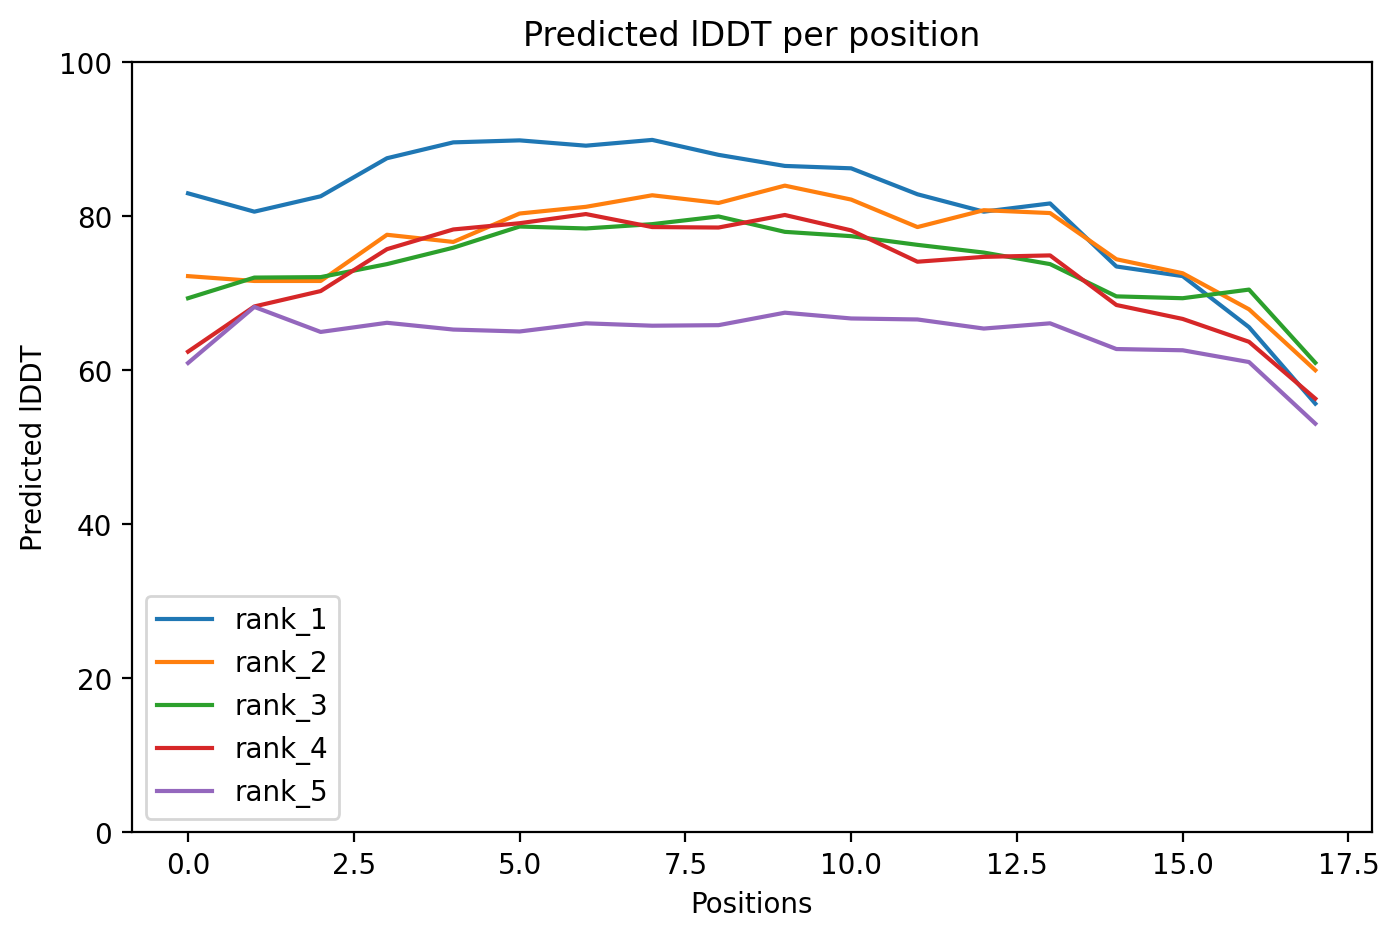 Predicted lDDT per position
100
80
60
40
20
0
Predicted lDDT
rank_1
rank_2
rank_3
rank_4
rank_5
0.0 2.5 5.0 7.5 10.0 12.5 15.0 17.5
Positions